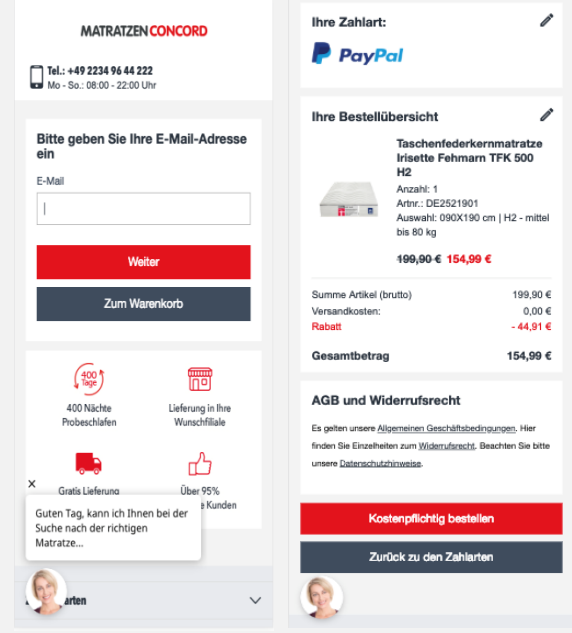 MATRATZEN CONCORD
Tel.: +49 2234 96 44 222
Mo - So.: 08:00 - 22:00 Uhr
Bitte geben Sie Ihre E-Mail-Adresse
ein
E-Mail
Weiter
Zum Warenkorb
400
Tage
400 Nächte
Probeschlafen
Lieferung in Ihre
Wunschfiliale
Gratis Lieferung
Über 95%
e Kunden
Guten Tag, kann ich Ihnen bei der
Suche nach der richtigen
Matratze...
arten
Ihre Zahlart:
PayPal
Ihre Bestellübersicht
Taschenfederkernmatratze
Irisette Fehmarn TFK 500
H2
Anzahl: 1
Artnr.: DE2521901
Auswahl: 090X190 cm | H2 - mittel
bis 80 kg
199,90 € 154,99 €
Summe Artikel (brutto) 199,90 €
Versandkosten: 0,00 €
Rabatt - 44,91 €
Gesamtbetrag 154,99 €
AGB und Widerrufsrecht
Es gelten unsere Allgemeinen Geschäftsbedingungen. Hier
finden Sie Einzelheiten zum Widerrufsrecht. Beachten Sie bitte
unsere Datenschutzhinweise.
Kostenpflichtig bestellen
Zurück zu den Zahlarten